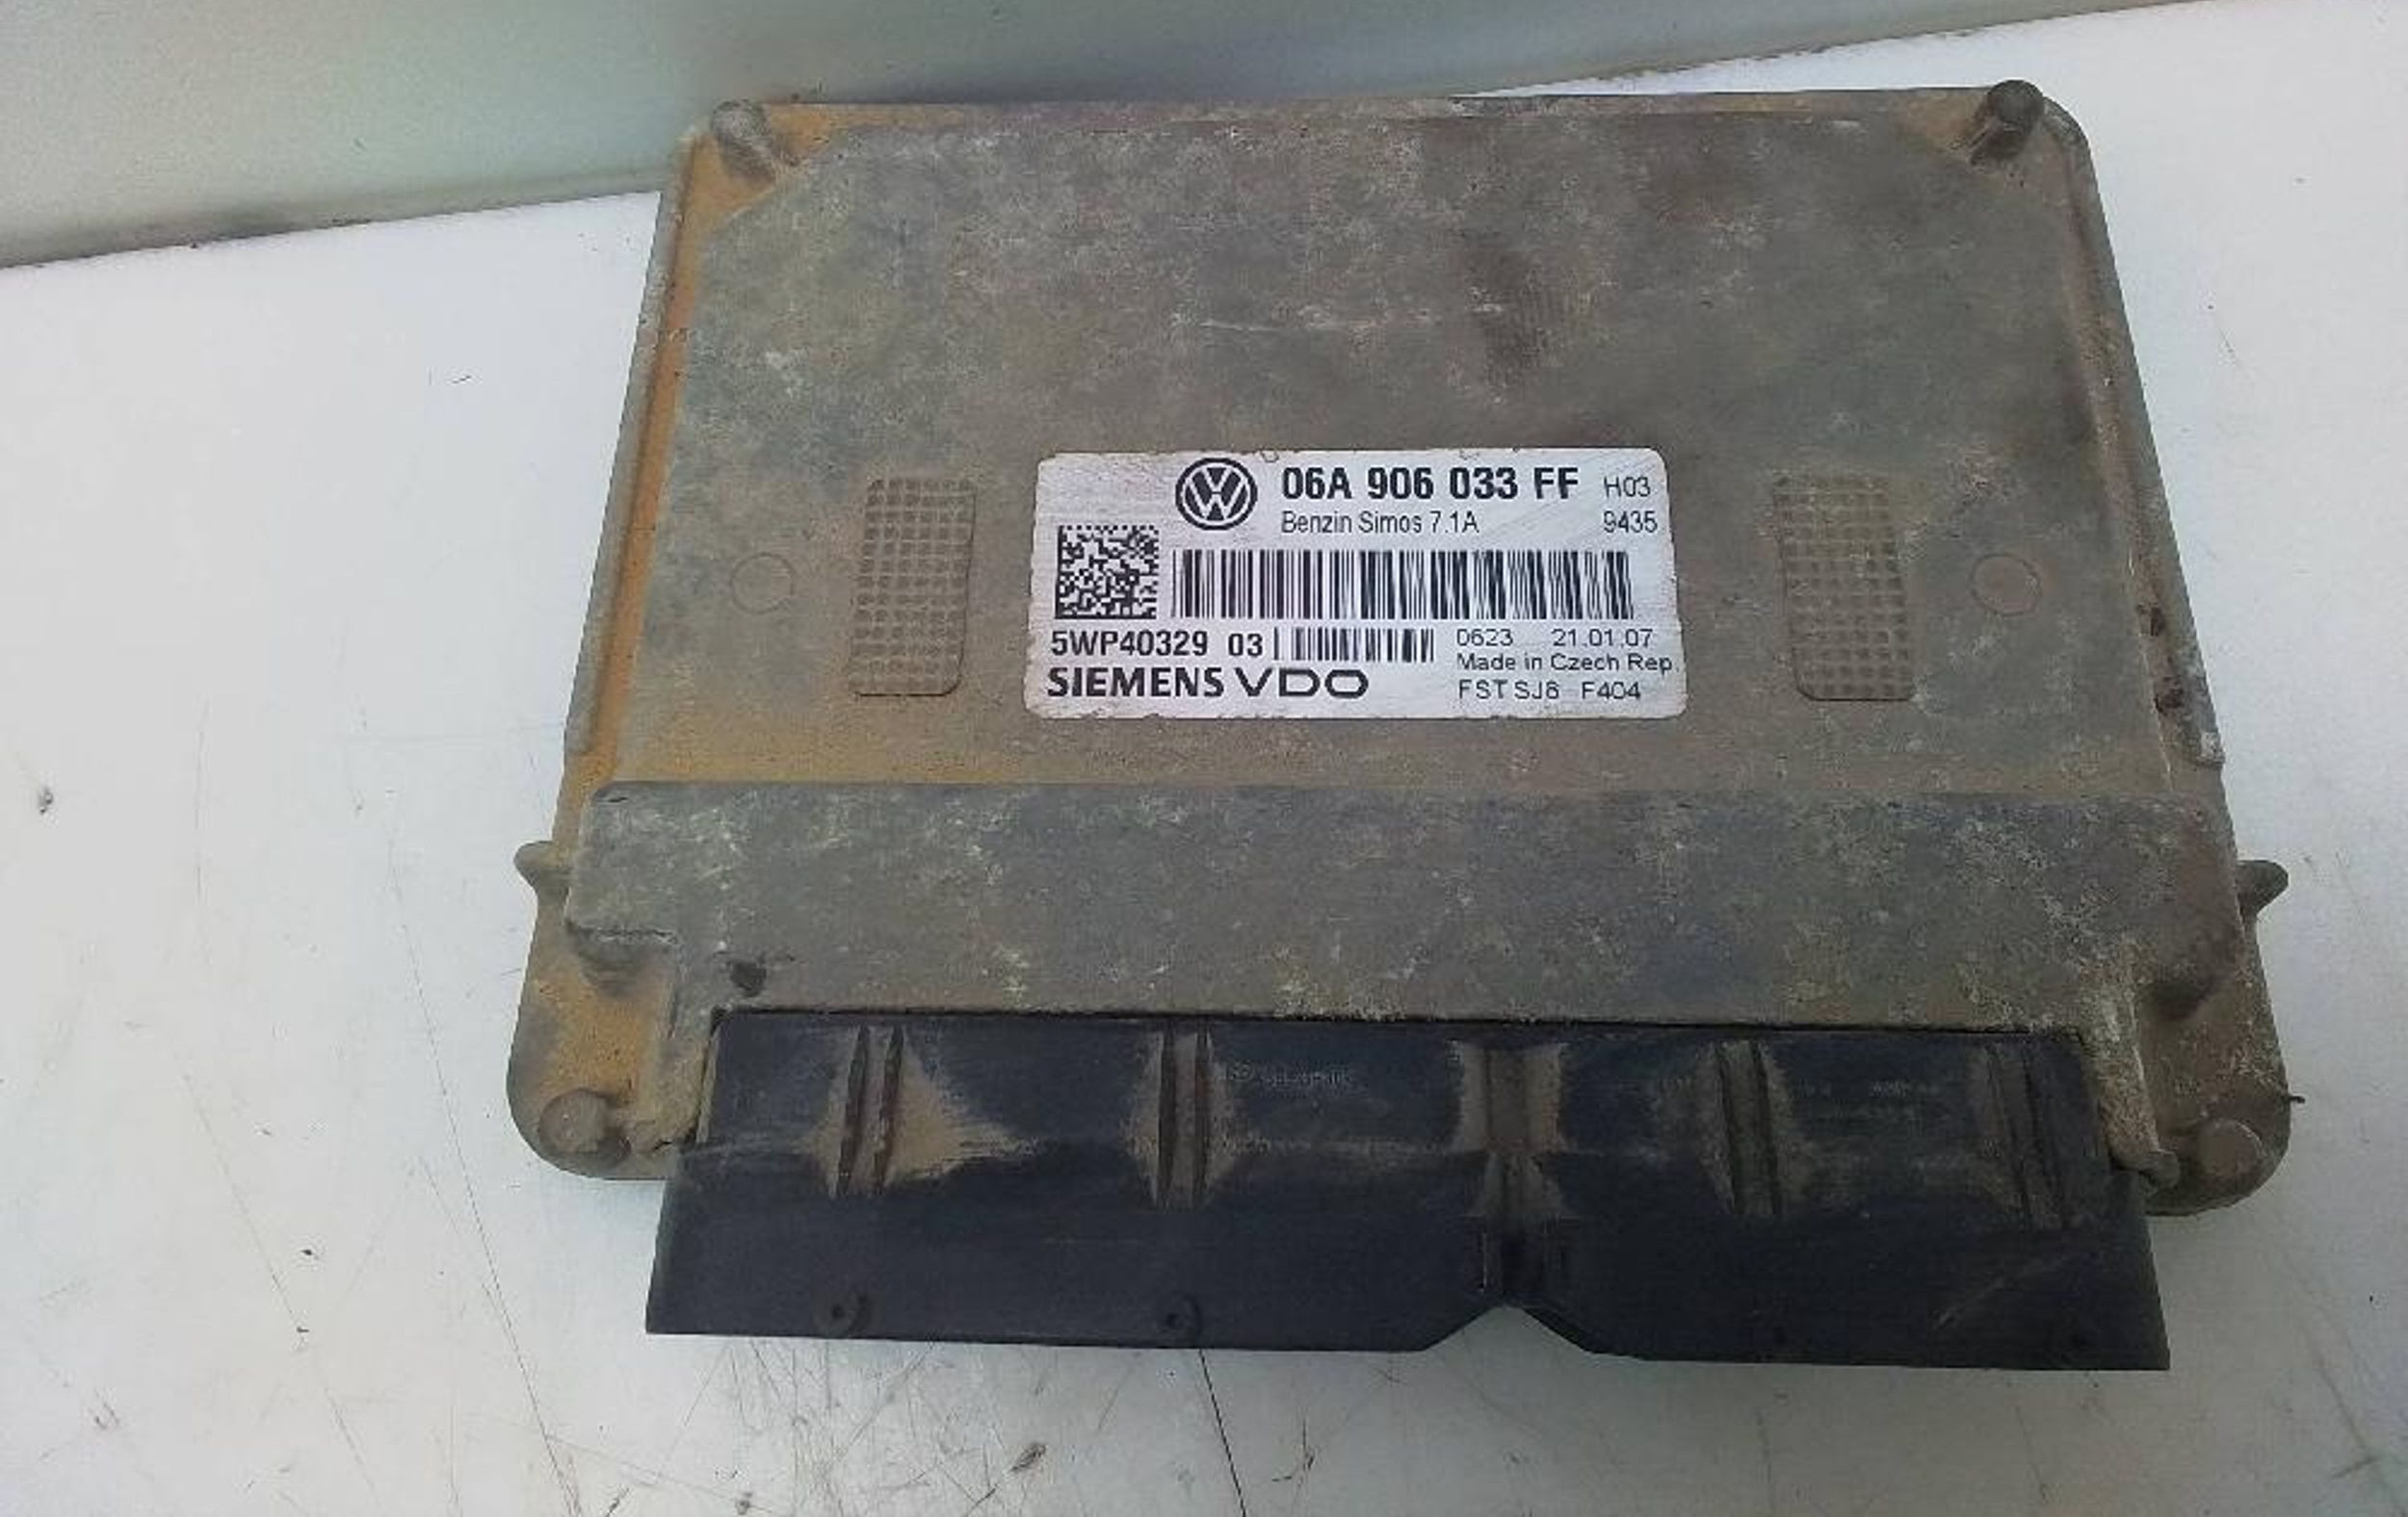 06A 906 033 FF H03
Benzin Simos 7.1A 9435
5WP40329 03 0623 21.01.07
Made in Czech Rep.
SIEMENS VDO FST SJ8 F404